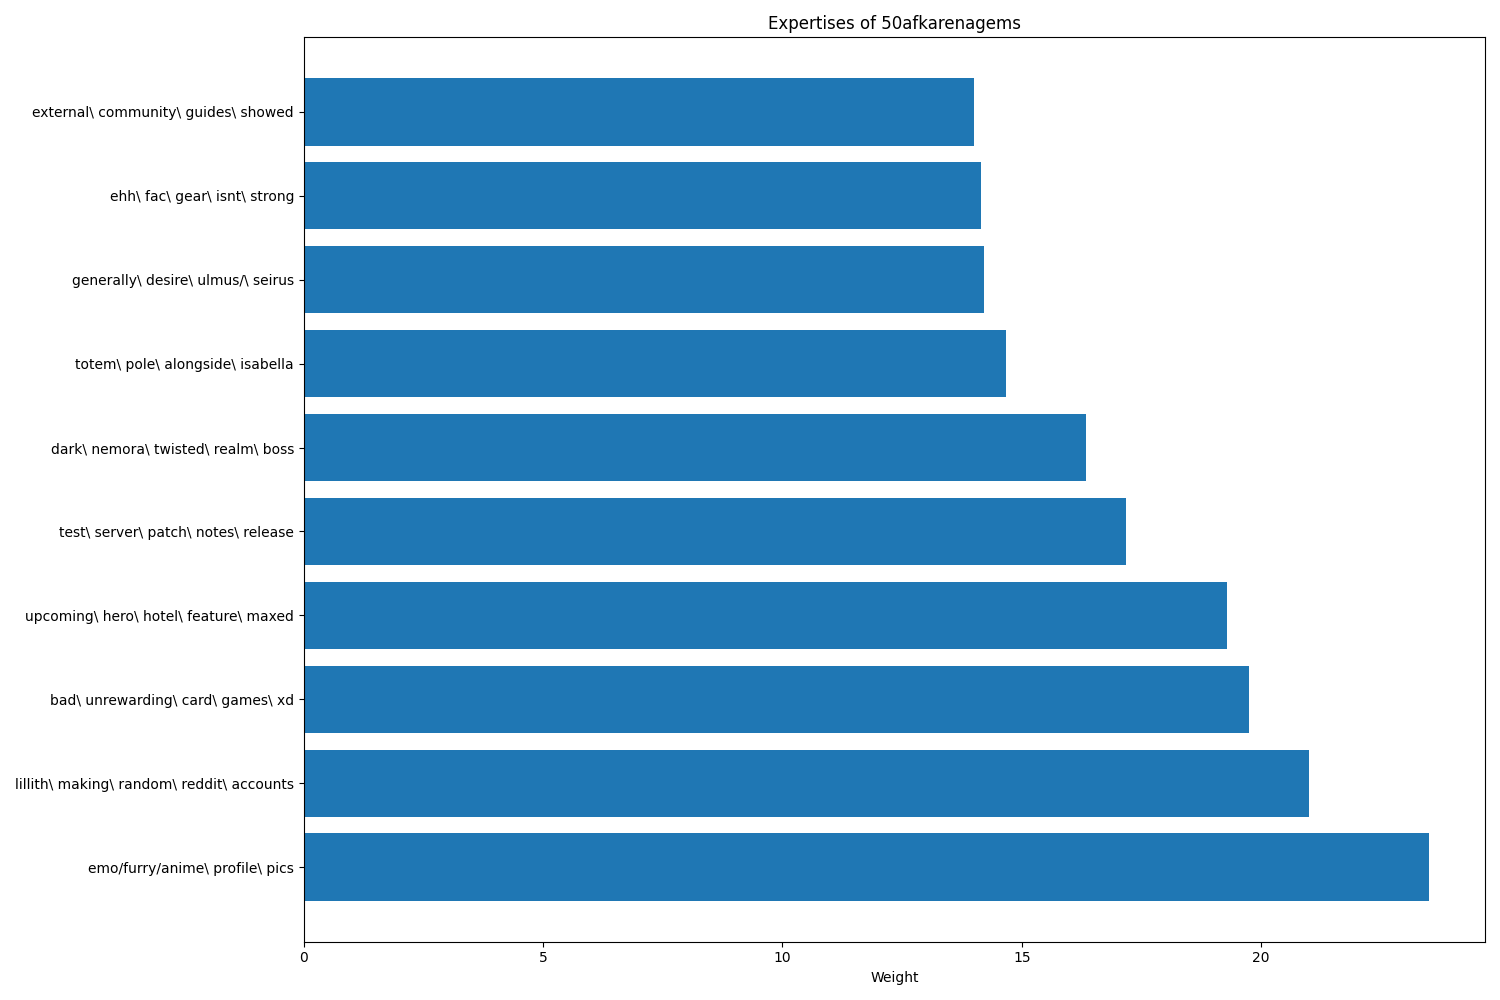 Expertises of 50afkarenagems
external\ community\ guides\ showed
ehh\ fac\ gear\ isnt\ strong
generally\ desire\ ulmus/\ seirus
totem\ pole\ alongside\ isabella
dark\ nemora\ twisted\ realm\ boss
test\ server\ patch\ notes\ release
upcoming\ hero\ hotel\ feature\ maxed
bad\ unrewarding\ card\ games\ xd
lillith\ making\ random\ reddit\ accounts
emo/furry/anime\ profile\ pics
0 5 10 15 20
Weight